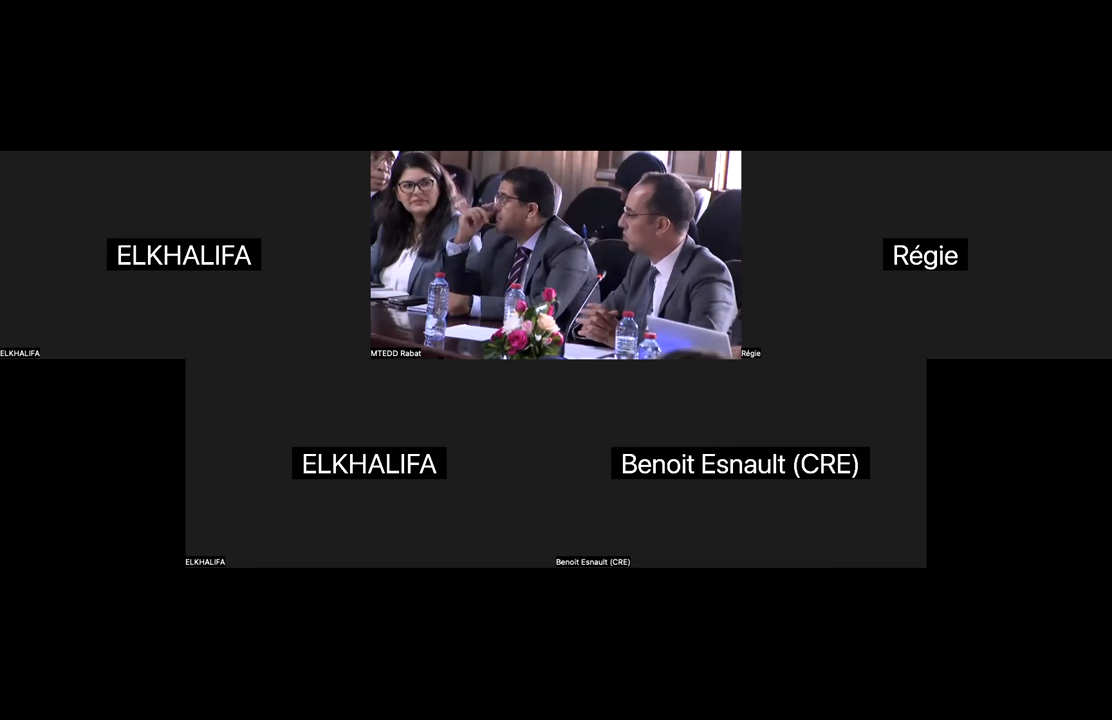 ELKHALIFA
Régie
ELKHALIFA
MTEDD Rabat
Régie
ELKHALIFA
Benoit Esnault (CRE)
ELKHALIFA
Benoit Esnault (CRE)